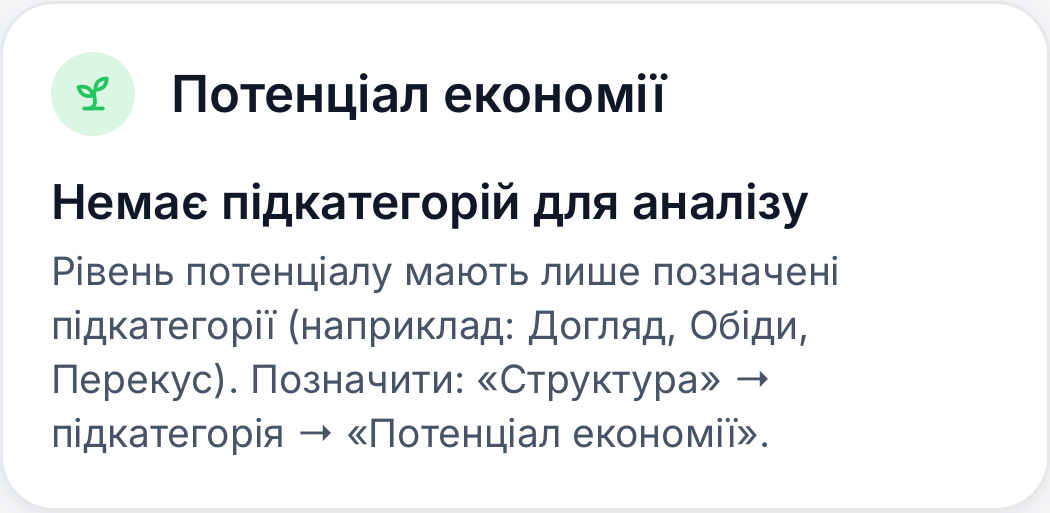 Потенціал економії
Немає підкатегорій для аналізу
Рівень потенціалу мають лише позначені
підкатегорії (наприклад: Догляд, Обіди,
Перекус). Позначити: «Структура» →
підкатегорія → «Потенціал економії».